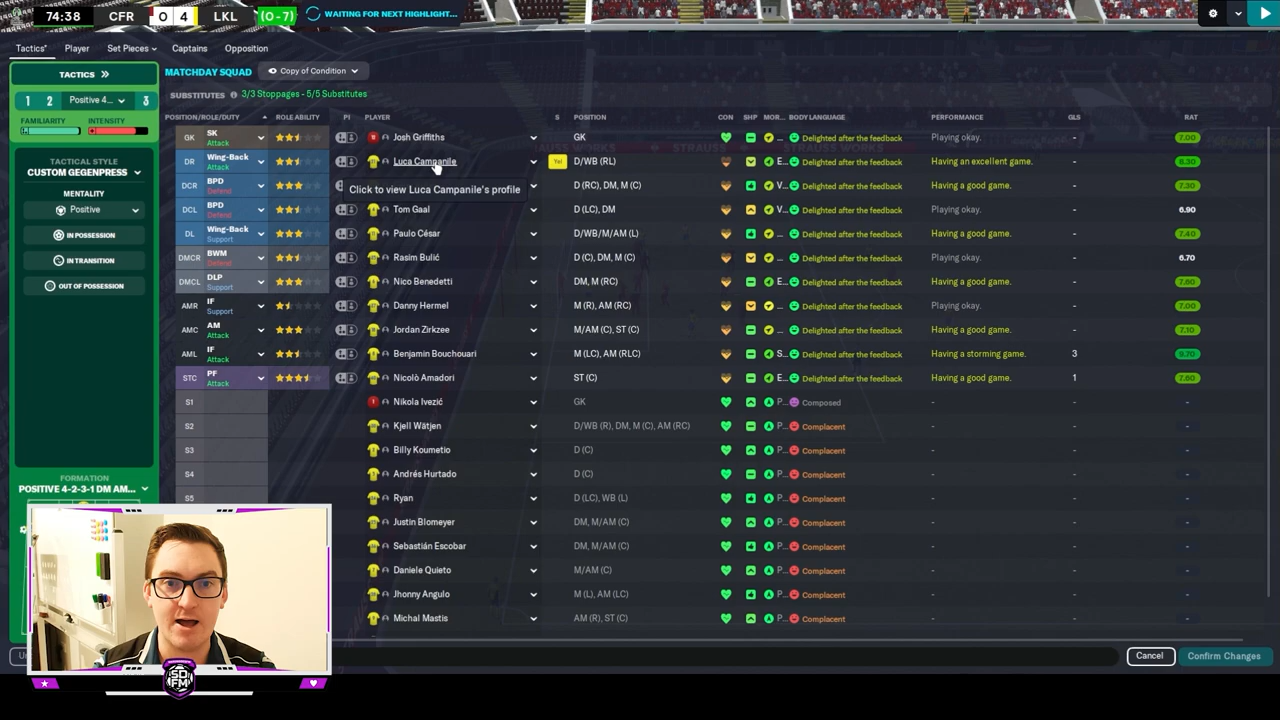 74:38 CFR 0 4 LKL (0-7) WAITING FOR NEXT HIGHLIGHT...
Tactics* Player Set Pieces Captains Opposition
TACTICS
MATCHDAY SQUAD Copy of Condition
SUBSTITUTES 3/3 Stoppages - 5/5 Substitutes
1 2 Positive 4... 3
FAMILIARITY INTENSITY
POSITION/ROLE/DUTY ROLE ABILITY PI PLAYER S POSITION CON SHP MOR... BODY LANGUAGE PERFORMANCE GLS RAT
GK SK Attack Josh Griffiths GK Delighted after the feedback Playing okay. - 7.00
DR Wing-Back Attack Luca Campanile Yel D/WB (RL) E... Delighted after the feedback Having an excellent game. - 8.30
Click to view Luca Campanile's profile
DCR BPD Defend D (RC), DM, M (C) V... Delighted after the feedback Having a good game. - 7.30
DCL BPD Defend Tom Gaal D (LC), DM V... Delighted after the feedback Playing okay. - 6.90
DL Wing-Back Support Paulo César D/WB/M/AM (L) ... Delighted after the feedback Having a good game. - 7.40
DMCR BWM Defend Rasim Bulić D (C), DM, M (C) ... Delighted after the feedback Playing okay. - 6.70
DMCL DLP Support Nico Benedetti DM, M (RC) E... Delighted after the feedback Having a good game. - 7.60
AMR IF Support Danny Hermel M (R), AM (RC) ... Delighted after the feedback Playing okay. - 7.00
AMC AM Attack Jordan Zirkzee M/AM (C), ST (C) ... Delighted after the feedback Having a good game. - 7.10
AML IF Attack Benjamin Bouchouari M (LC), AM (RLC) S... Delighted after the feedback Having a storming game. 3 9.70
STC PF Attack Nicolò Amadori ST (C) E... Delighted after the feedback Having a good game. 1 7.60
S1 Nikola Ivezić GK P... Composed - - -
S2 Kjell Wätjen D/WB (R), DM, M (C), AM (RC) P... Complacent - - -
S3 Billy Koumetio D (C) P... Complacent - - -
S4 Andrés Hurtado D (C) P... Complacent - - -
S5 Ryan D (LC), WB (L) P... Complacent - - -
Justin Blomeyer DM, M/AM (C) P... Complacent - - -
Sebastián Escobar DM, M/AM (C) P... Complacent - - -
Daniele Quieto M/AM (C) P... Complacent - - -
Jhonny Angulo M (L), AM (LC) P... Complacent - - -
Michal Mastis AM (R), ST (C) P... Complacent - - -
TACTICAL STYLE
CUSTOM GEGENPRESS
MENTALITY
Positive
IN POSSESSION
IN TRANSITION
OUT OF POSSESSION
FORMATION
POSITIVE 4-2-3-1 DM AM...
Cancel Confirm Changes
SD
FM